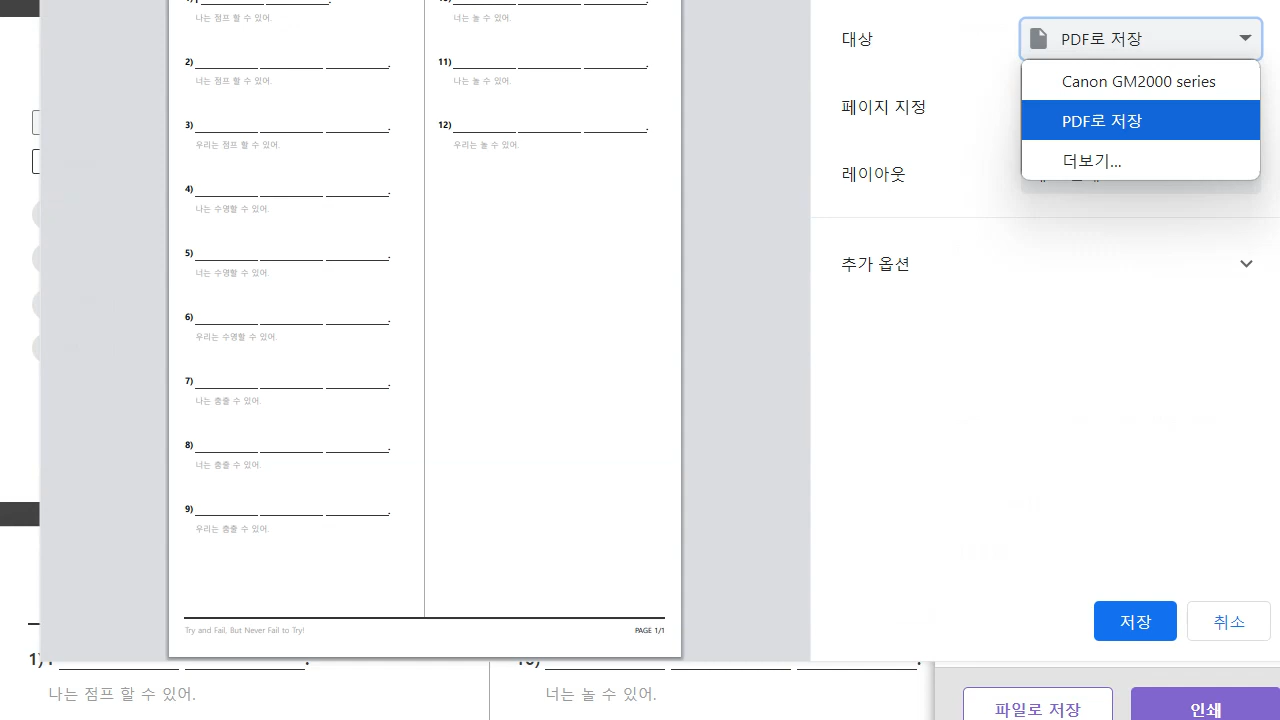 나는 점프 할 수 있어.
2)
너는 점프 할 수 있어.
3)
우리는 점프 할 수 있어.
4)
나는 수영할 수 있어.
5)
너는 수영할 수 있어.
6)
우리는 수영할 수 있어.
7)
나는 춤출 수 있어.
8)
너는 춤출 수 있어.
9)
우리는 춤출 수 있어.
너는 놀 수 있어.
11)
나는 놀 수 있어.
12)
우리는 놀 수 있어.
Try and Fail, But Never Fail to Try!
PAGE 1/1
대상
PDF로 저장
Canon GM2000 series
PDF로 저장
더보기...
페이지 지정
레이아웃
추가 옵션
저장
취소
1)
나는 점프 할 수 있어.
너는 놀 수 있어.
파일로 저장
인쇄